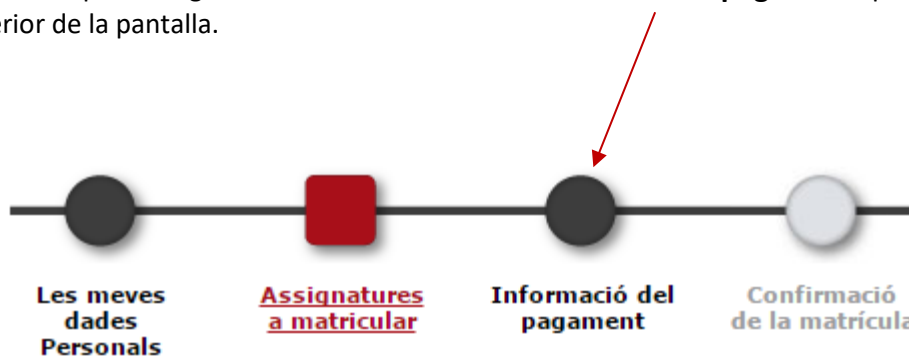 erior de la pantalla.
Les meves
dades
Personals
Assignatures
a matricular
Informació del
pagament
Confirmació
de la matrícula